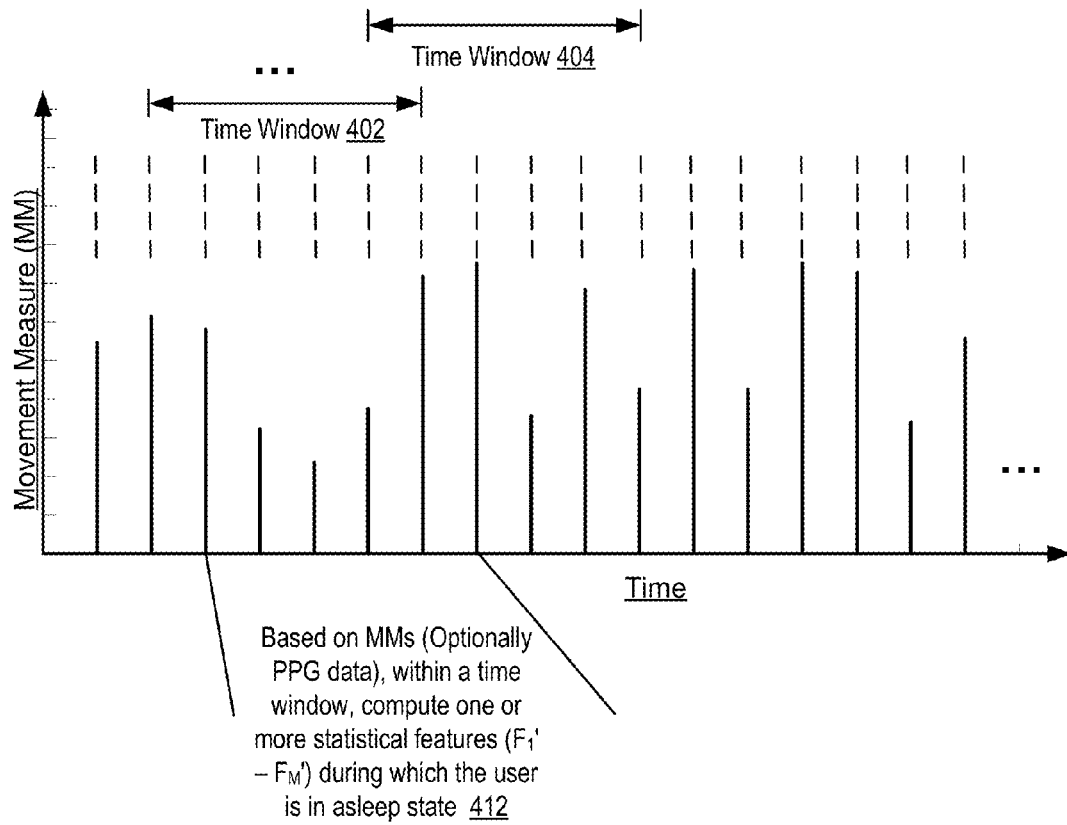 Time Window 404
...
Time Window 402
Movement Measure (MM)
...
Time
Based on MMs (Optionally
PPG data), within a time
window, compute one or
more statistical features (F₁'
– Fₘ') during which the user
is in asleep state 412